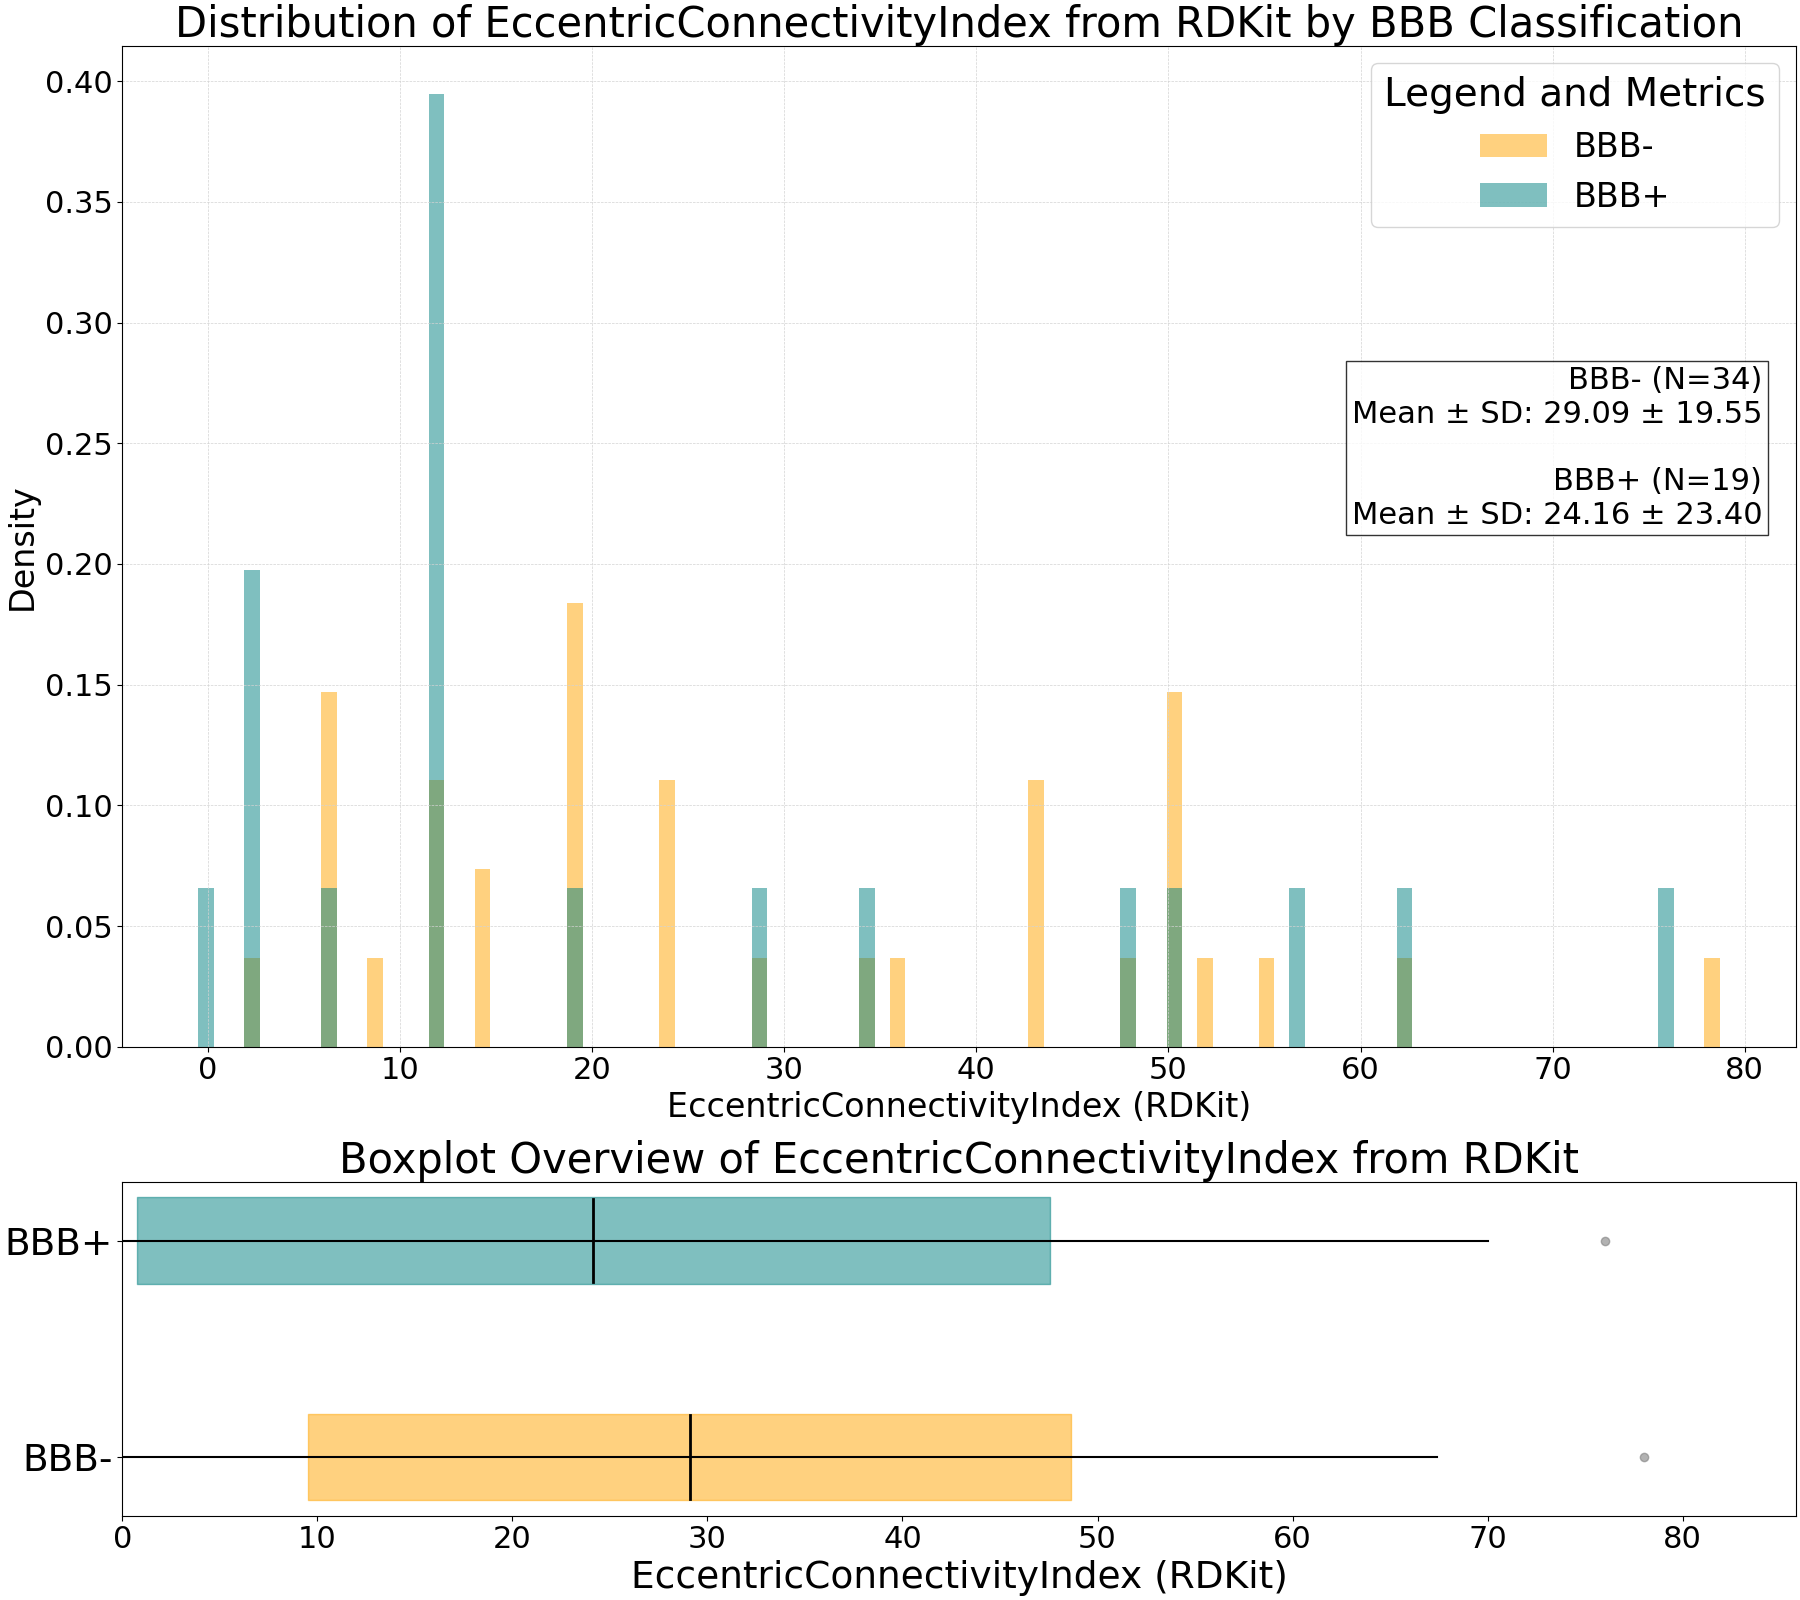 Distribution of EccentricConnectivityIndex from RDKit by BBB Classification
Legend and Metrics
BBB-
BBB+
BBB- (N=34)
Mean ± SD: 29.09 ± 19.55
BBB+ (N=19)
Mean ± SD: 24.16 ± 23.40
Density
0.40
0.35
0.30
0.25
0.20
0.15
0.10
0.05
0.00
0 10 20 30 40 50 60 70 80
EccentricConnectivityIndex (RDKit)
Boxplot Overview of EccentricConnectivityIndex from RDKit
BBB+
BBB-
0 10 20 30 40 50 60 70 80
EccentricConnectivityIndex (RDKit)